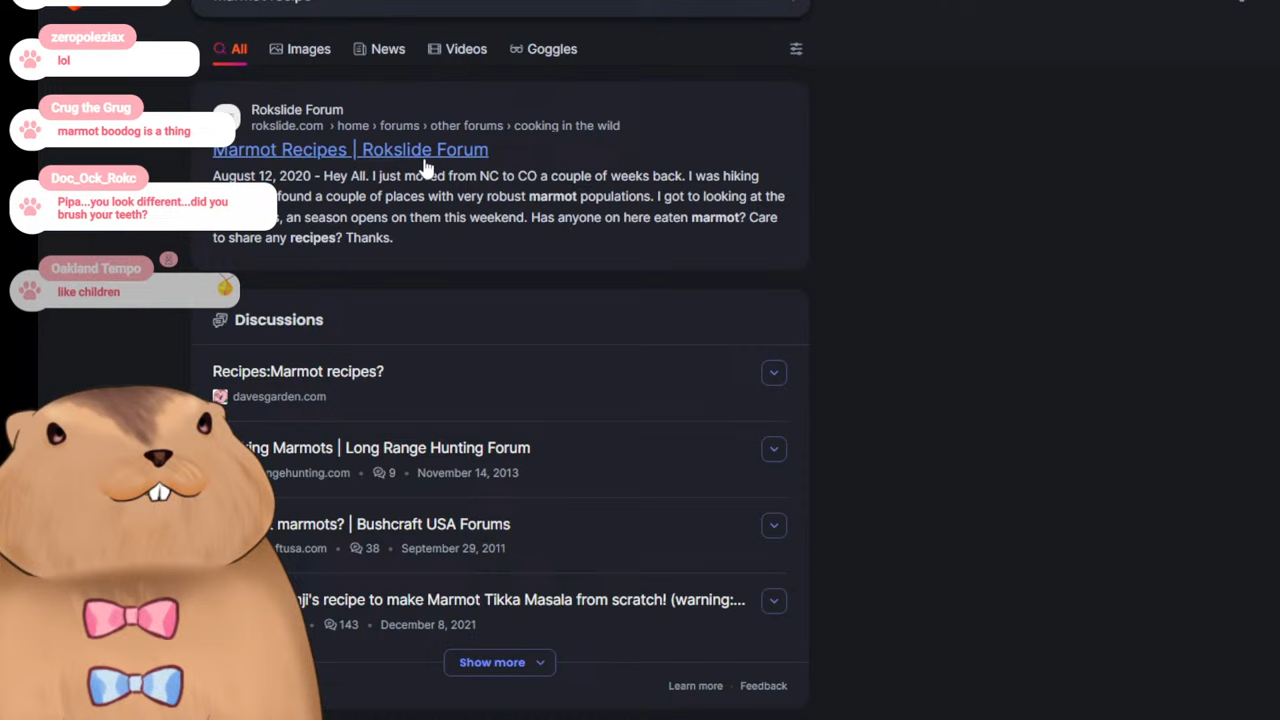 All
Images
News
Videos
Goggles
zeropoleziax
lol
Crug the Grug
marmot boodog is a thing
Doc_Ock_Rokc
Pipa...you look different...did you
brush your teeth?
Oakland Tempo
like children
Rokslide Forum
rokslide.com › home › forums › other forums › cooking in the wild
Marmot Recipes | Rokslide Forum
August 12, 2020 - Hey All. I just moved from NC to CO a couple of weeks back. I was hiking
found a couple of places with very robust marmot populations. I got to looking at the
, an season opens on them this weekend. Has anyone on here eaten marmot? Care
to share any recipes? Thanks.
Discussions
Recipes:Marmot recipes?
davesgarden.com
Marmots | Long Range Hunting Forum
9 • November 14, 2013
marmots? | Bushcraft USA Forums
38 • September 29, 2011
recipe to make Marmot Tikka Masala from scratch! (warning:...
143 • December 8, 2021
Show more
Learn more · Feedback